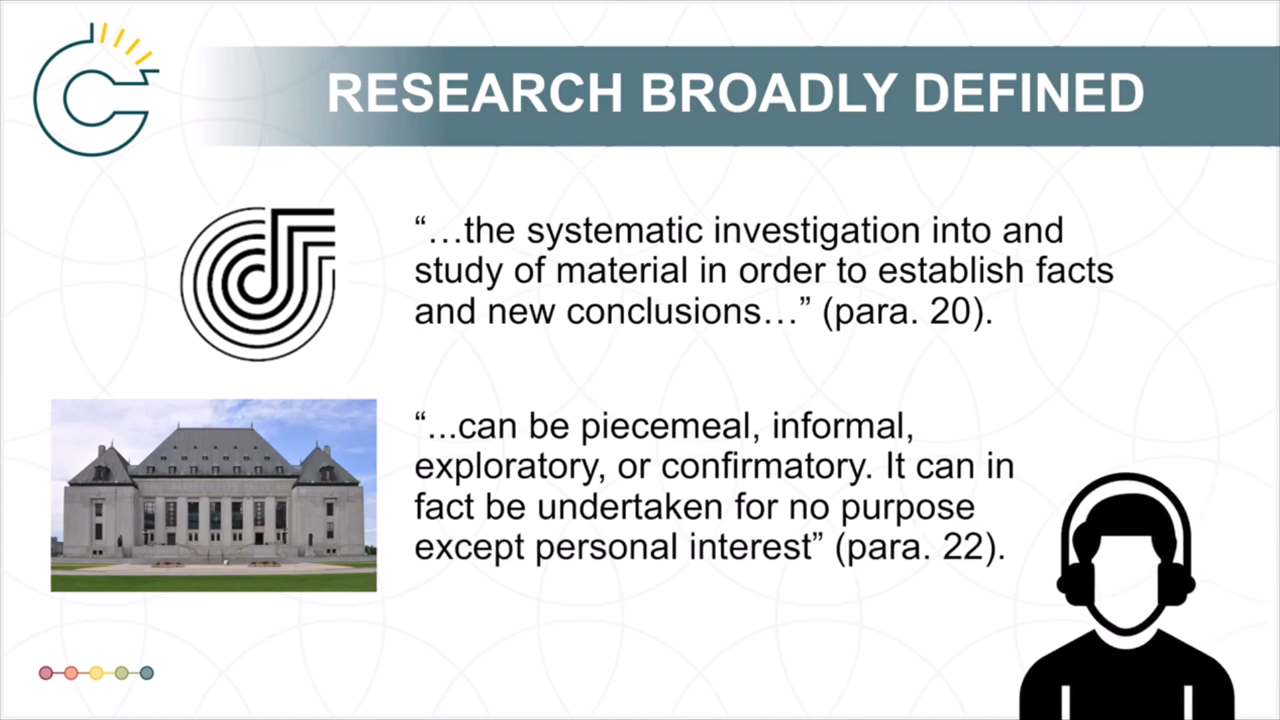 RESEARCH BROADLY DEFINED
“…the systematic investigation into and
study of material in order to establish facts
and new conclusions…” (para. 20).
“...can be piecemeal, informal,
exploratory, or confirmatory. It can in
fact be undertaken for no purpose
except personal interest” (para. 22).